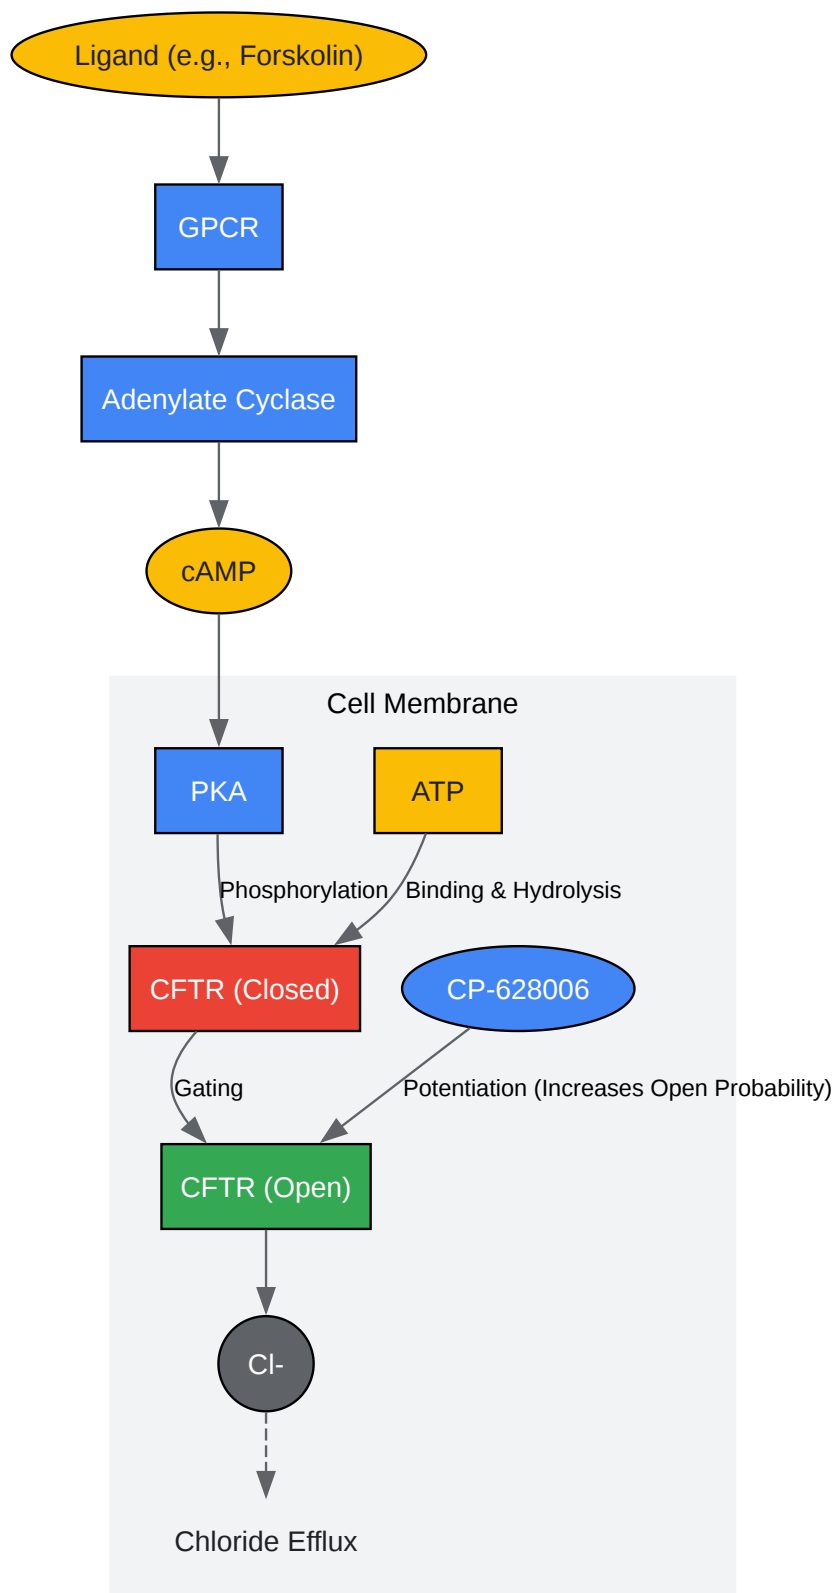 Ligand (e.g., Forskolin)
GPCR
Adenylate Cyclase
cAMP
Cell Membrane
PKA
ATP
Phosphorylation
Binding & Hydrolysis
CFTR (Closed)
CP-628006
Gating
Potentiation (Increases Open Probability)
CFTR (Open)
Cl-
Chloride Efflux